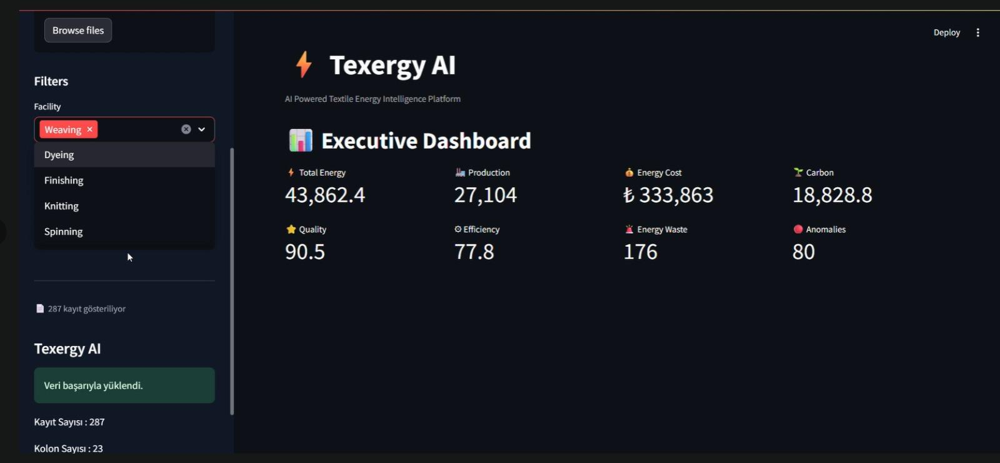 Browse files
Filters
Facility
Weaving ×
Dyeing
Finishing
Knitting
Spinning
287 kayıt gösteriliyor
Texergy AI
Veri başarıyla yüklendi.
Kayıt Sayısı : 287
Kolon Sayısı : 23
Deploy
Texergy AI
AI Powered Textile Energy Intelligence Platform
Executive Dashboard
Total Energy
43,862.4
Production
27,104
Energy Cost
₺ 333,863
Carbon
18,828.8
Quality
90.5
Efficiency
77.8
Energy Waste
176
Anomalies
80